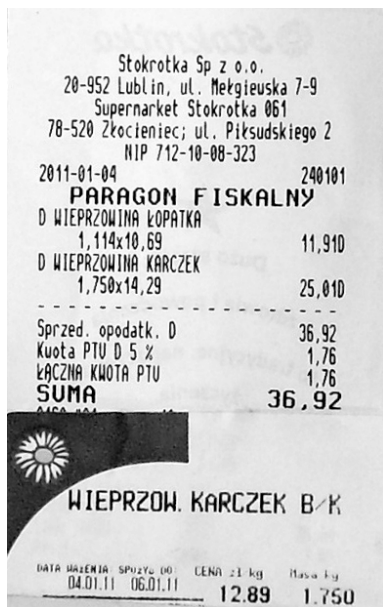 Stokrotka Sp z o.o.
20-952 Lublin, ul. Mełgieuska 7-9
Supermarket Stokrotka 061
78-520 Złocieniec; ul. Piłsudskiego 2
NIP 712-10-08-323
2011-01-04 240101
PARAGON FISKALNY
D WIEPRZOWINA ŁOPATKA
1,114x10,69 11,91D
D WIEPRZOWINA KARCZEK
1,750x14,29 25,01D
Sprzed. opodatk. D 36,92
Kwota PTU D 5 % 1,76
ŁĄCZNA KWOTA PTU 1,76
SUMA 36,92
WIEPRZOW. KARCZEK B/K
DATA WAŻENIA: SPOŻYĆ DO: CENA zł/kg Masa kg
04.01.11 06.01.11 12.89 1.750